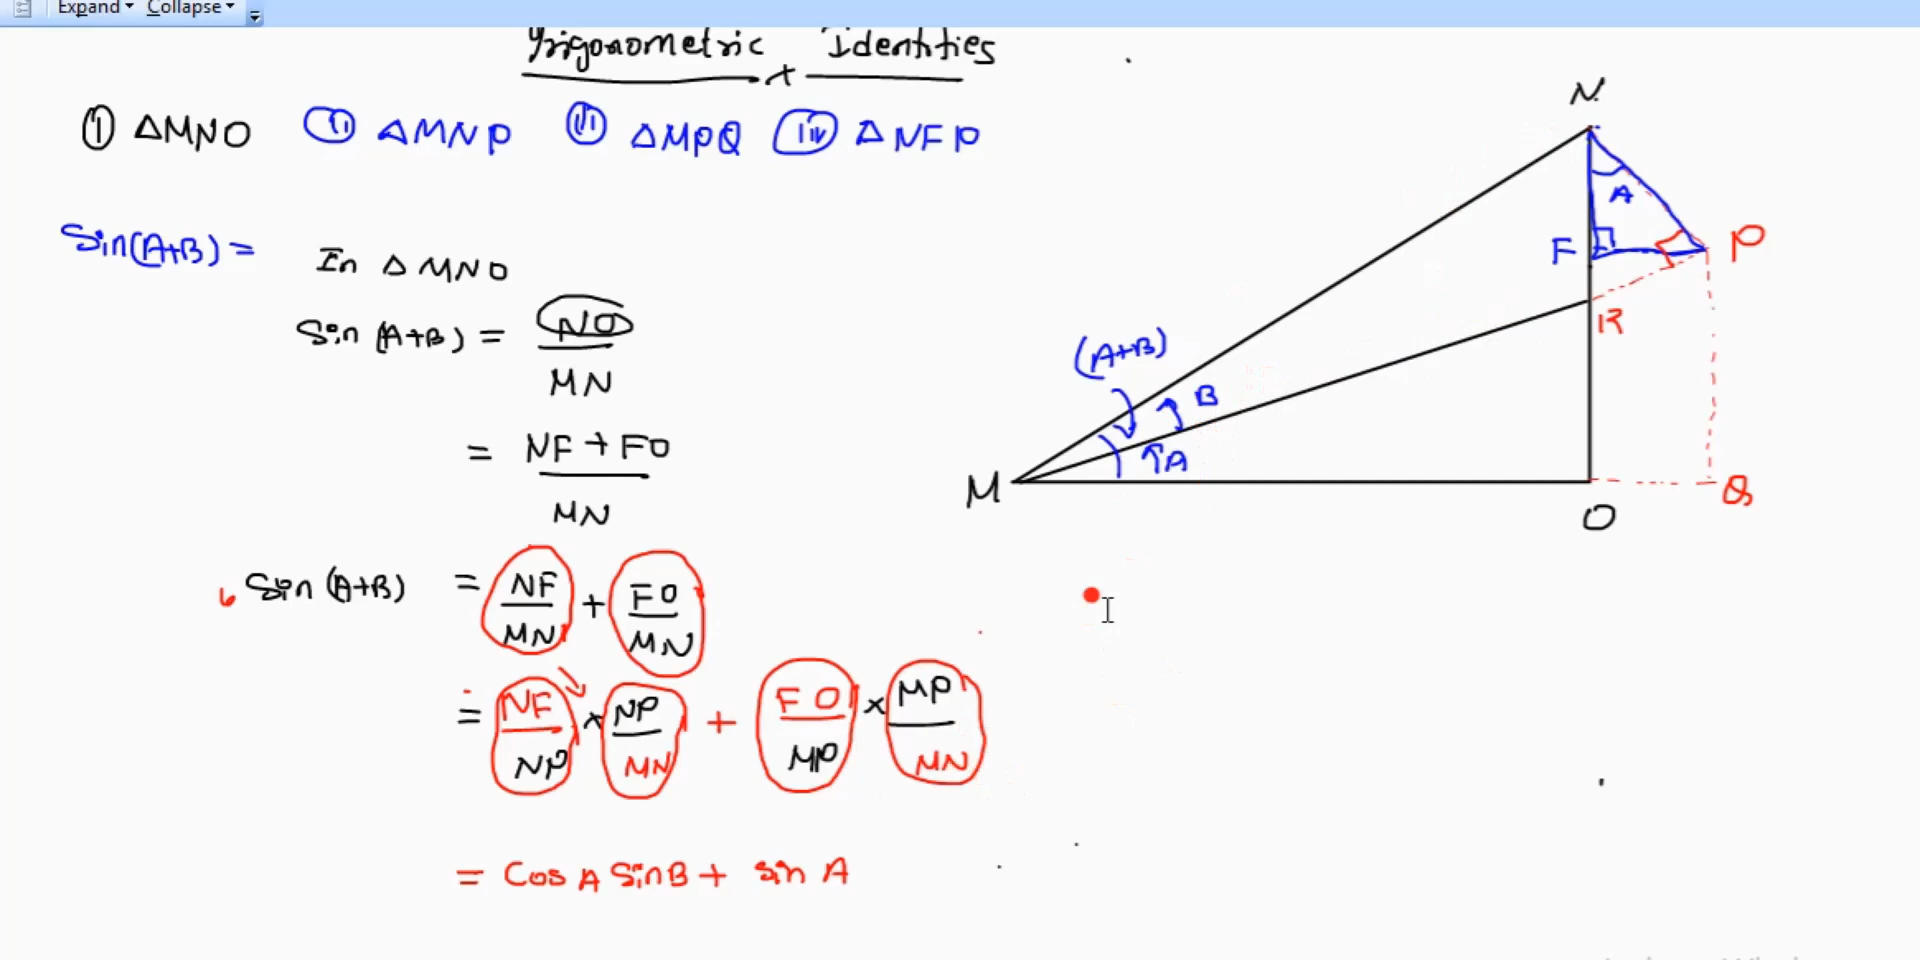 Expand Collapse
Trigonometric Identities
(i) ΔMNO (ii) ΔMNP (iii) ΔMPQ (iv) ΔNFP
Sin(A+B) =
In ΔMNO
Sin (A+B) = NO / MN
= NF + FO / MN
Sin (A+B) = NF / MN + FO / MN
= NF / NP × NP / MN + FO / MP × MP / MN
= Cos A Sin B + Sin A
N
A
F
P
R
(A+B)
B
A
M
O
Q